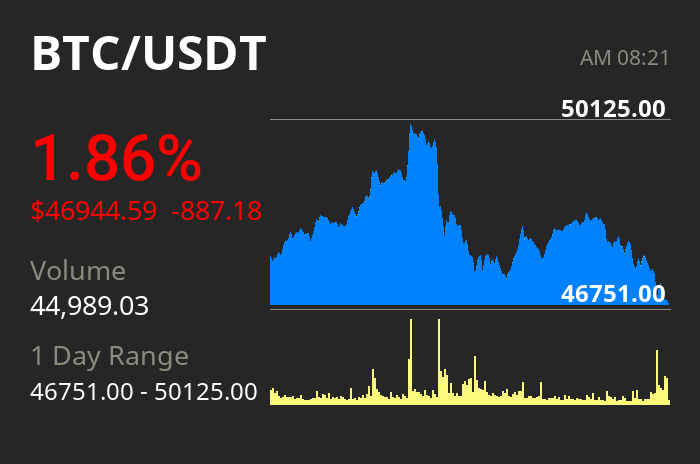 BTC/USDT
AM 08:21
50125.00
1.86%
$46944.59 -887.18
Volume
44,989.03
46751.00
1 Day Range
46751.00 - 50125.00